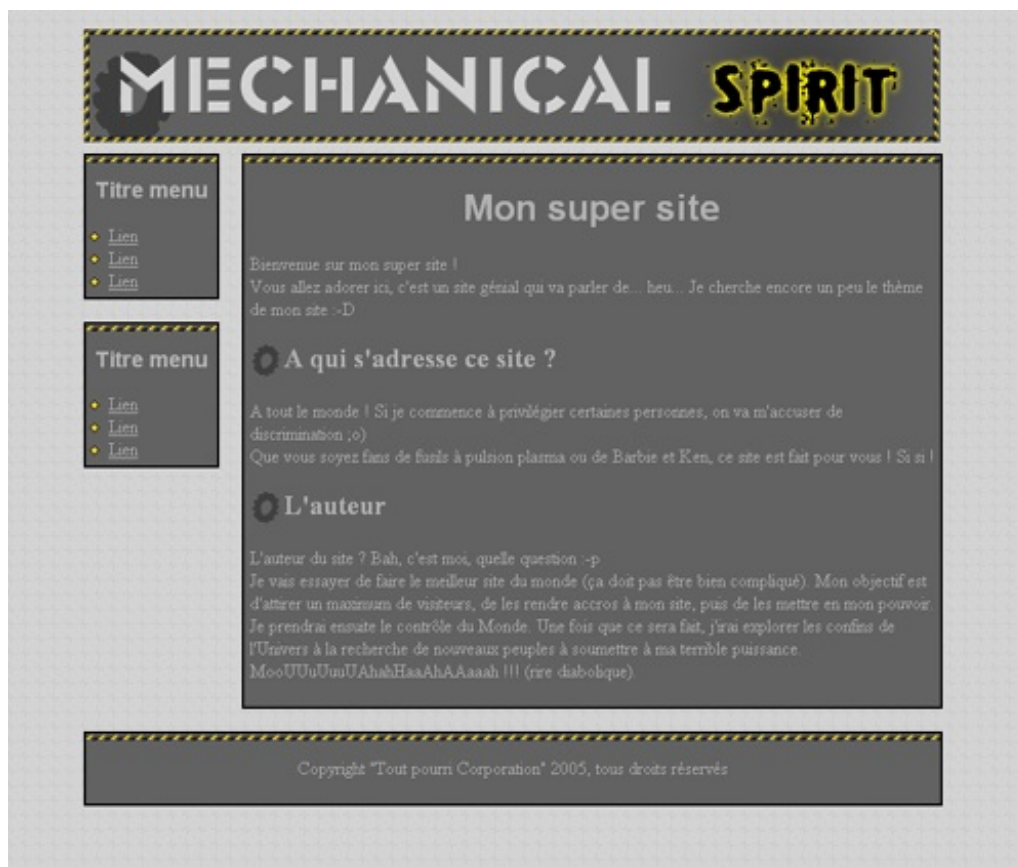 MECHANICAL SPIRIT
Titre menu
Lien
Lien
Lien
Titre menu
Lien
Lien
Lien
Mon super site
Bienvenue sur mon super site !
Vous allez adorer ici, c'est un site génial qui va parler de... heu... Je cherche encore un peu le thème
de mon site :-D
A qui s'adresse ce site ?
A tout le monde ! Si je commence à privilégier certaines personnes, on va m'accuser de
discrimination ;o)
Que vous soyez fans de fusils à pulsion plasma ou de Barbie et Ken, ce site est fait pour vous ! Si si !
L'auteur
L'auteur du site ? Bah, c'est moi, quelle question :-p
Je vais essayer de faire le meilleur site du monde (ça doit pas être bien compliqué). Mon objectif est
d'attirer un maximum de visiteurs, de les rendre accros à mon site, puis de les mettre en mon pouvoir.
Je prendrai ensuite le contrôle du Monde. Une fois que ce sera fait, j'irai explorer les confins de
l'Univers à la recherche de nouveaux peuples à soumettre à ma terrible puissance.
MooUUuUuuUAhahHaaAhAAaaah !!! (rire diabolique).
Copyright "Tout pourri Corporation" 2005, tous droits réservés